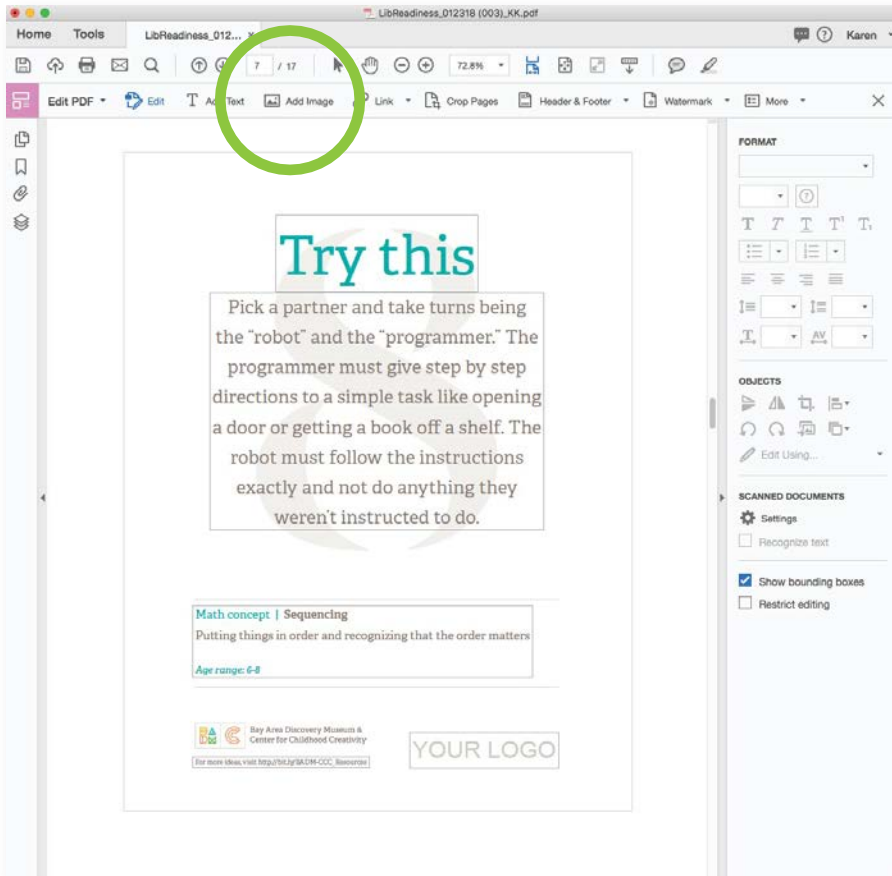 LibReadiness_012318 (003)_KK.pdf
Home Tools LibReadiness_012... × ? Karen
7 / 17 72.8%
Edit PDF Edit Add Text Add Image Link Crop Pages Header & Footer Watermark More
FORMAT
Try this
Pick a partner and take turns being
the "robot" and the "programmer." The
programmer must give step by step
directions to a simple task like opening
a door or getting a book off a shelf. The
robot must follow the instructions
exactly and not do anything they
weren't instructed to do.
8
Math concept | Sequencing
Putting things in order and recognizing that the order matters
Age range: 6-8
BADM C Bay Area Discovery Museum &
Center for Childhood Creativity
For more ideas, visit http://bit.ly/BADM-CCC_Resources
YOUR LOGO
OBJECTS
Edit Using...
SCANNED DOCUMENTS
Settings
Recognize text
Show bounding boxes
Restrict editing